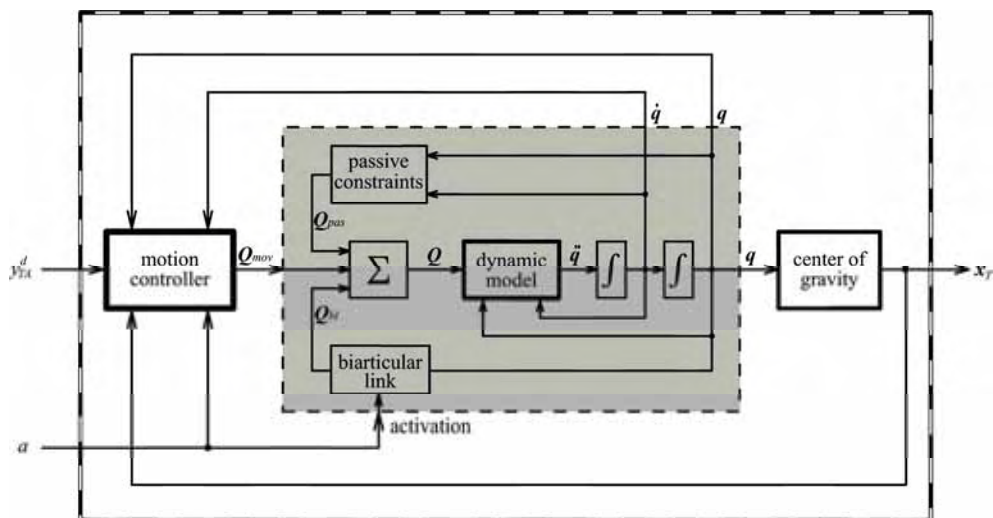 q̇
q
passive
constraints
Q_pas
y^d_TA
motion
controller
Q_mov
Σ
Q
dynamic
model
q̈
∫
∫
q
center of
gravity
x_T
Q_bl
biarticular
link
activation
a